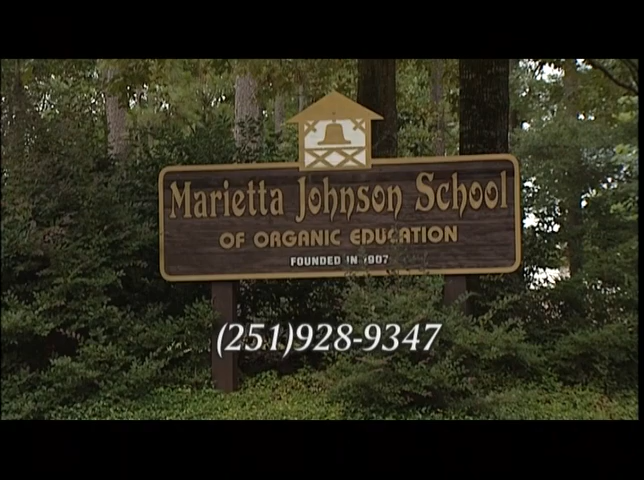 Marietta Johnson School
OF ORGANIC EDUCATION
FOUNDED IN 1907
(251)928-9347